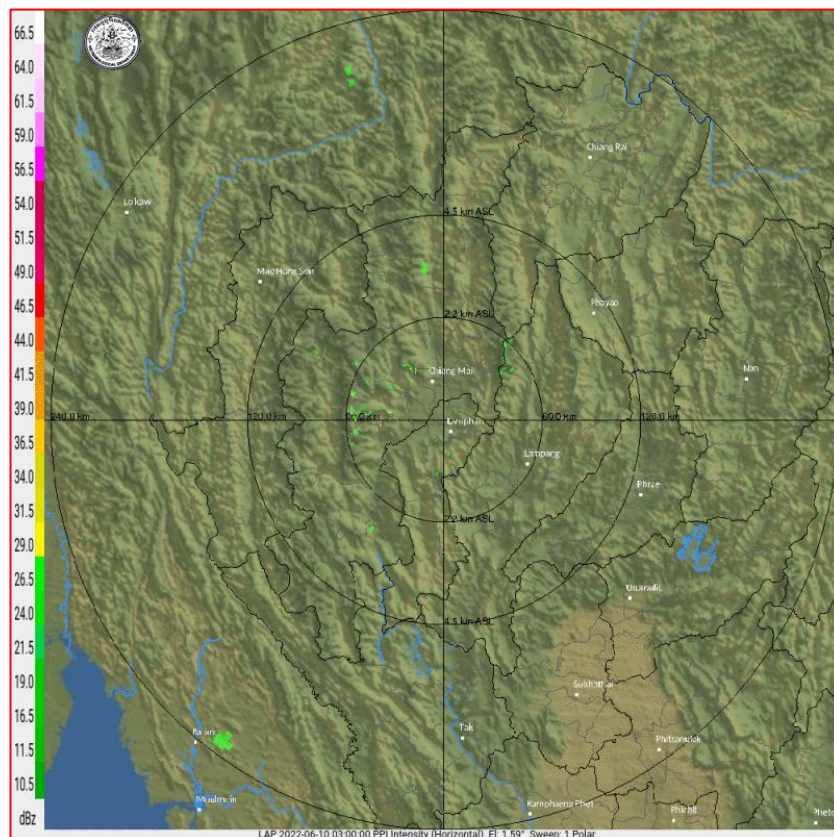 66.5
64.0
61.5
59.0
56.5
54.0
51.5
49.0
46.5
44.0
41.5
39.0
36.5
34.0
31.5
29.0
26.5
24.0
21.5
19.0
16.5
11.5
10.5
dBz
Chiang Rai
Loikaw
4.5 km ASL
Mae Hong Son
Phayao
2.2 km ASL
Chiang Mai
Nan
240.0 km
120.0 km
60.0 km
60.0 km
120.0 km
Lamphun
Lampang
Phrae
2.2 km ASL
Uttaradit
4.5 km ASL
Sukhothai
Tak
Phitsanulok
Moulmein
Kamphaeng Phet
Phichit
LAP 2022-06-10 03:00:00 PPI Intensity (Horizontal) El: 1.59° Sweep: 1 Polar